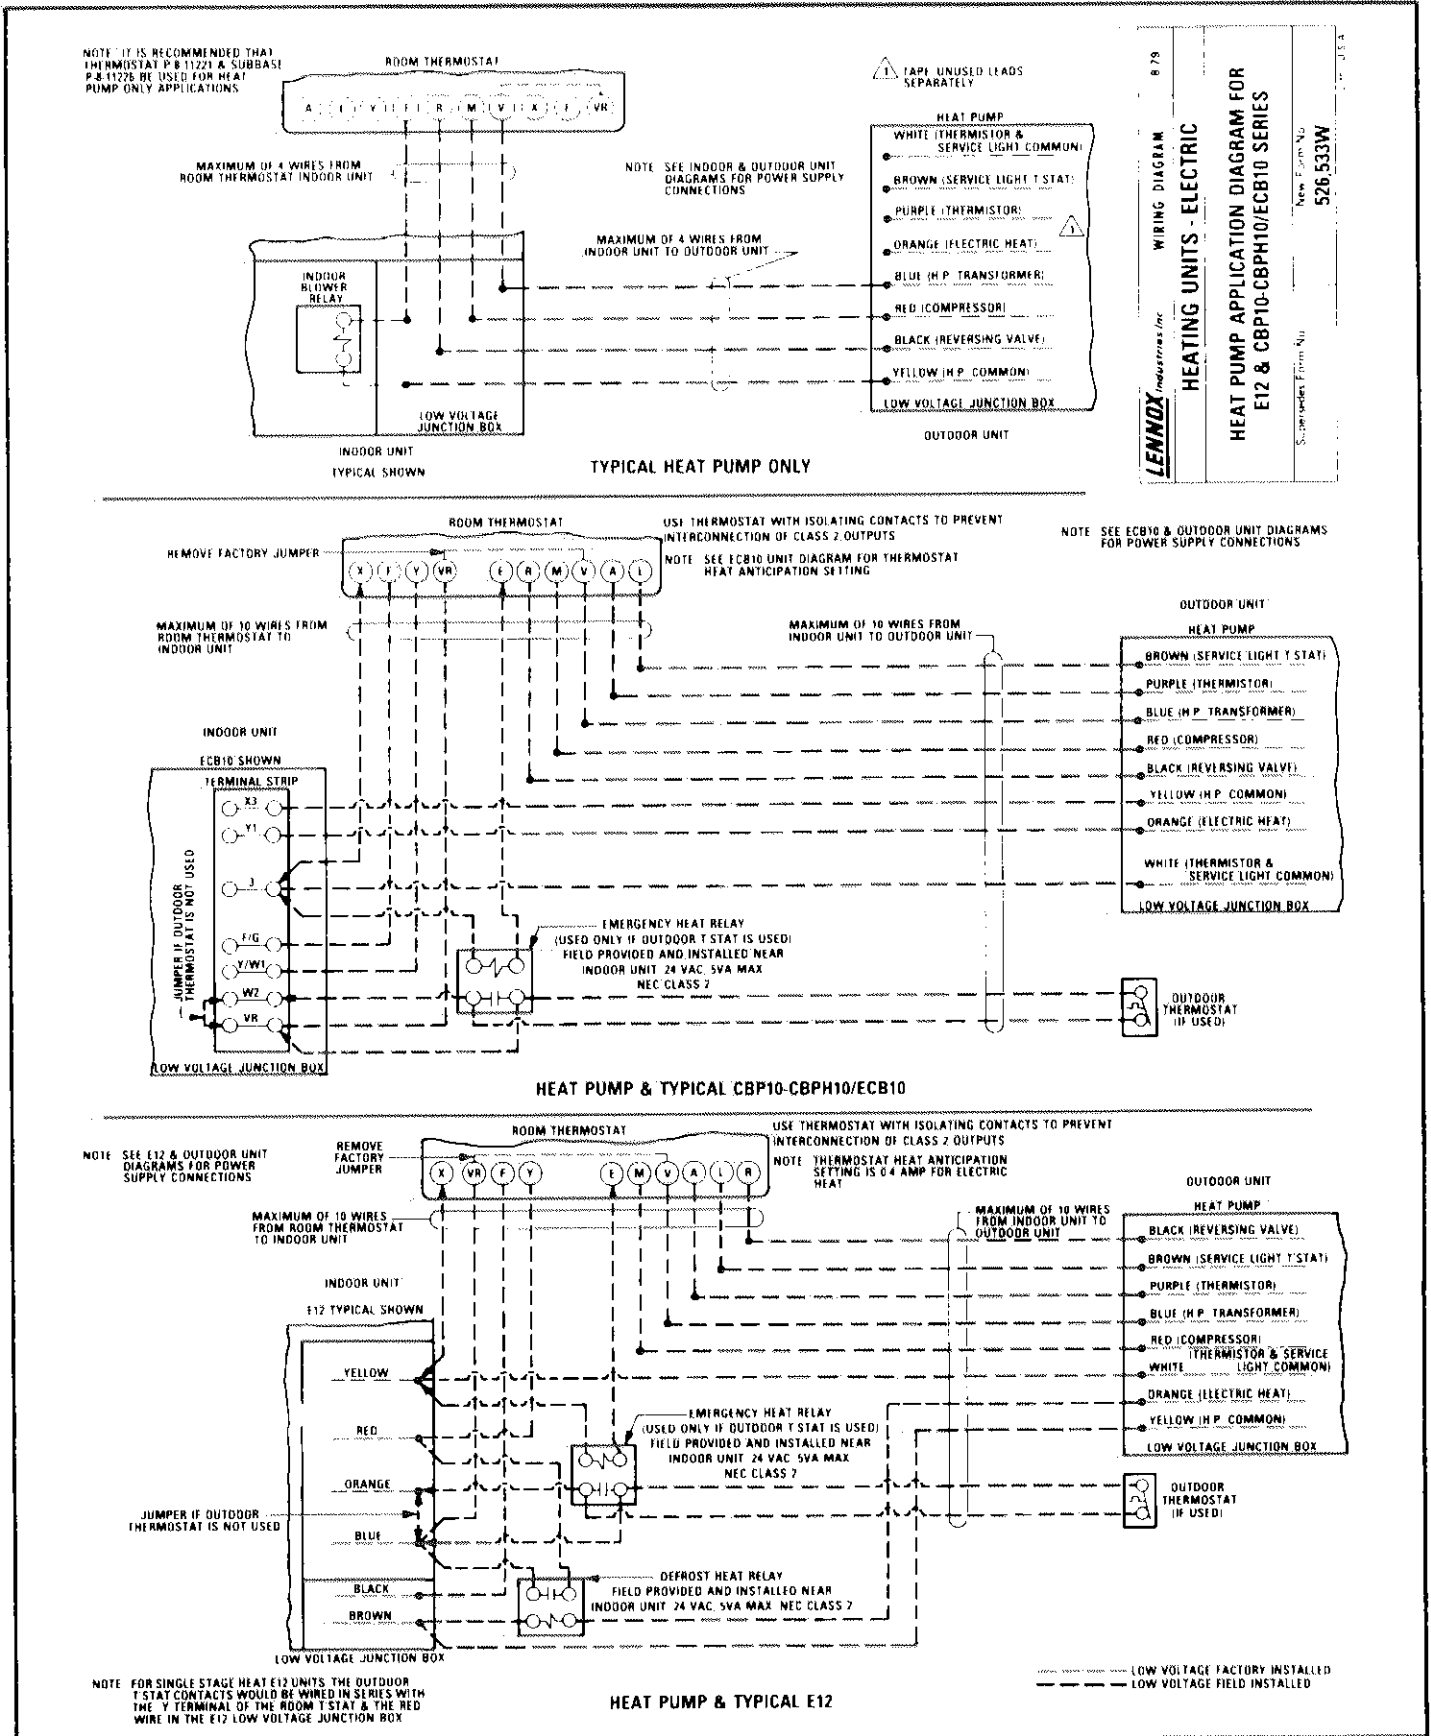 NOTE IT IS RECOMMENDED THAT
THERMOSTAT P-8-11221 & SUBBASE
P-8-11226 BE USED FOR HEAT
PUMP ONLY APPLICATIONS
ROOM THERMOSTAT
R M V X F VR
MAXIMUM OF 4 WIRES FROM
ROOM THERMOSTAT INDOOR UNIT
NOTE SEE INDOOR & OUTDOOR UNIT
DIAGRAMS FOR POWER SUPPLY
CONNECTIONS
MAXIMUM OF 4 WIRES FROM
INDOOR UNIT TO OUTDOOR UNIT
INDOOR
BLOWER
RELAY
LOW VOLTAGE
JUNCTION BOX
INDOOR UNIT
TYPICAL SHOWN
1 TAPE UNUSED LEADS
SEPARATELY
HEAT PUMP
WHITE (THERMISTOR &
SERVICE LIGHT COMMON)
BROWN (SERVICE LIGHT T STAT)
PURPLE (THERMISTOR)
1
ORANGE (ELECTRIC HEAT)
BLUE (H.P. TRANSFORMER)
RED (COMPRESSOR)
BLACK (REVERSING VALVE)
YELLOW (H.P. COMMON)
LOW VOLTAGE JUNCTION BOX
OUTDOOR UNIT
TYPICAL HEAT PUMP ONLY
LENNOX Industries Inc WIRING DIAGRAM 8 79
HEATING UNITS - ELECTRIC
HEAT PUMP APPLICATION DIAGRAM FOR
E12 & CBP10-CBPH10/ECB10 SERIES
Supersedes Form No
New Form No
526,533W
ROOM THERMOSTAT
REMOVE FACTORY JUMPER
X F Y VR E R M V A L
USE THERMOSTAT WITH ISOLATING CONTACTS TO PREVENT
INTERCONNECTION OF CLASS 2 OUTPUTS
NOTE SEE ECB10 UNIT DIAGRAM FOR THERMOSTAT
HEAT ANTICIPATION SETTING
NOTE SEE ECB10 & OUTDOOR UNIT DIAGRAMS
FOR POWER SUPPLY CONNECTIONS
MAXIMUM OF 10 WIRES FROM
ROOM THERMOSTAT TO
INDOOR UNIT
MAXIMUM OF 10 WIRES FROM
INDOOR UNIT TO OUTDOOR UNIT
OUTDOOR UNIT
HEAT PUMP
BROWN (SERVICE LIGHT T STAT)
PURPLE (THERMISTOR)
BLUE (H.P. TRANSFORMER)
RED (COMPRESSOR)
BLACK (REVERSING VALVE)
YELLOW (H.P. COMMON)
ORANGE (ELECTRIC HEAT)
WHITE (THERMISTOR &
SERVICE LIGHT COMMON)
LOW VOLTAGE JUNCTION BOX
INDOOR UNIT
ECB10 SHOWN
TERMINAL STRIP
X3
Y1
J
F/G
Y/W1
W2
VR
JUMPER IF OUTDOOR
THERMOSTAT IS NOT USED
LOW VOLTAGE JUNCTION BOX
EMERGENCY HEAT RELAY
(USED ONLY IF OUTDOOR T STAT IS USED)
FIELD PROVIDED AND INSTALLED NEAR
INDOOR UNIT 24 VAC, 5VA MAX
NEC CLASS 2
OUTDOOR
THERMOSTAT
(IF USED)
HEAT PUMP & TYPICAL CBP10-CBPH10/ECB10
NOTE SEE E12 & OUTDOOR UNIT
DIAGRAMS FOR POWER
SUPPLY CONNECTIONS
REMOVE
FACTORY
JUMPER
ROOM THERMOSTAT
X VR F Y E M V A L R
USE THERMOSTAT WITH ISOLATING CONTACTS TO PREVENT
INTERCONNECTION OF CLASS 2 OUTPUTS
NOTE THERMOSTAT HEAT ANTICIPATION
SETTING IS 0.4 AMP FOR ELECTRIC
HEAT
MAXIMUM OF 10 WIRES
FROM ROOM THERMOSTAT
TO INDOOR UNIT
MAXIMUM OF 10 WIRES
FROM INDOOR UNIT TO
OUTDOOR UNIT
OUTDOOR UNIT
HEAT PUMP
BLACK (REVERSING VALVE)
BROWN (SERVICE LIGHT T'STAT)
PURPLE (THERMISTOR)
BLUE (H.P. TRANSFORMER)
RED (COMPRESSOR)
(THERMISTOR & SERVICE
WHITE LIGHT COMMON)
ORANGE (ELECTRIC HEAT)
YELLOW (H.P. COMMON)
LOW VOLTAGE JUNCTION BOX
INDOOR UNIT
E12 TYPICAL SHOWN
YELLOW
RED
ORANGE
BLUE
BLACK
BROWN
JUMPER IF OUTDOOR
THERMOSTAT IS NOT USED
LOW VOLTAGE JUNCTION BOX
EMERGENCY HEAT RELAY
(USED ONLY IF OUTDOOR T STAT IS USED)
FIELD PROVIDED AND INSTALLED NEAR
INDOOR UNIT 24 VAC 5VA MAX
NEC CLASS 2
OUTDOOR
THERMOSTAT
(IF USED)
DEFROST HEAT RELAY
FIELD PROVIDED AND INSTALLED NEAR
INDOOR UNIT 24 VAC, 5VA MAX NEC CLASS 2
NOTE FOR SINGLE STAGE HEAT E12 UNITS THE OUTDOOR
T'STAT CONTACTS WOULD BE WIRED IN SERIES WITH
THE Y TERMINAL OF THE ROOM T'STAT & THE RED
WIRE IN THE E12 LOW VOLTAGE JUNCTION BOX
HEAT PUMP & TYPICAL E12
LOW VOLTAGE FACTORY INSTALLED
LOW VOLTAGE FIELD INSTALLED